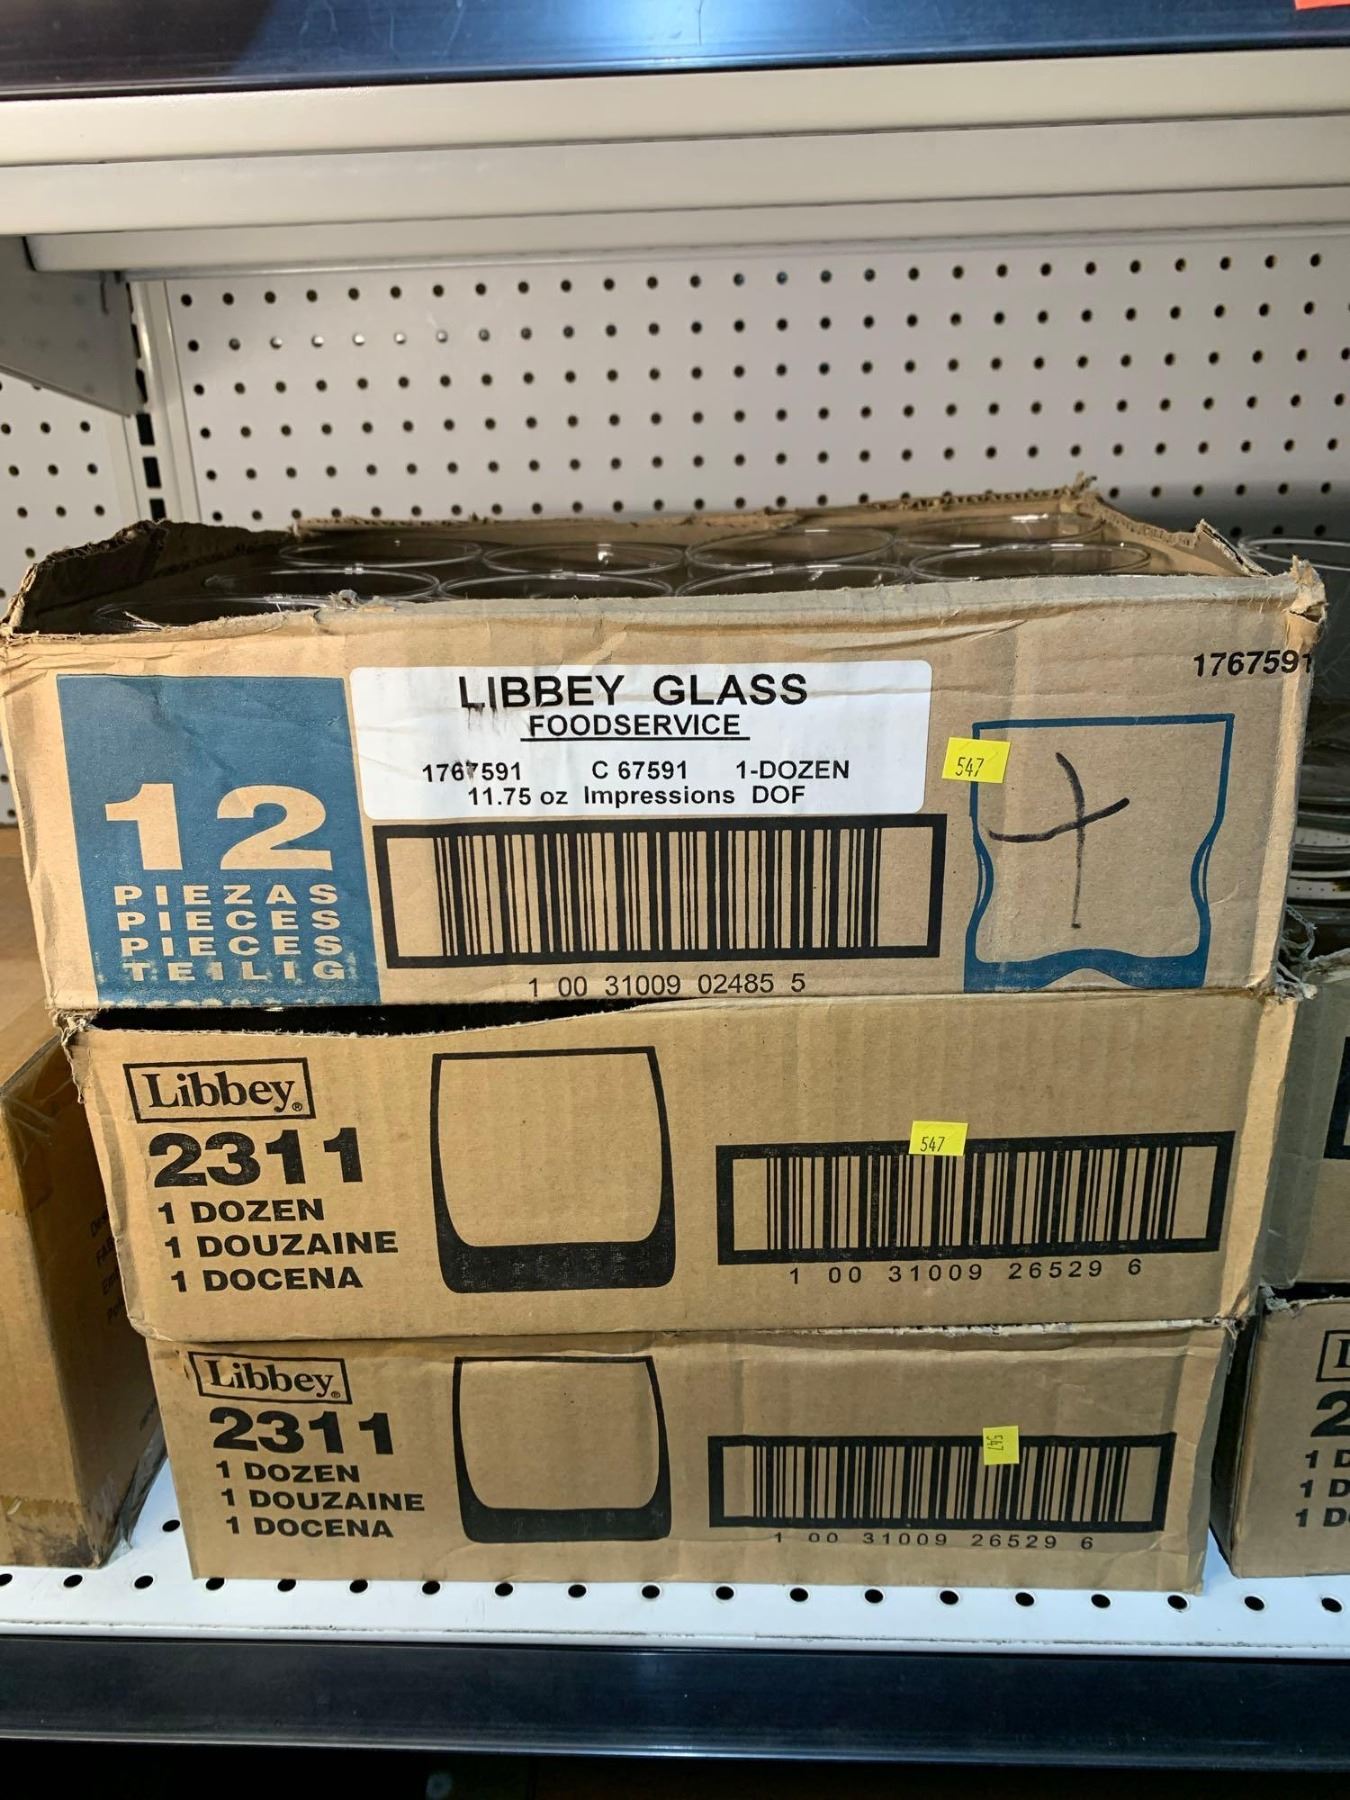 1767591
LIBBEY GLASS
FOODSERVICE
1767591 C 67591 1-DOZEN
11.75 oz Impressions DOF
547
12
PIEZAS
PIECES
PIECES
TEILIG
1 00 31009 02485 5
Libbey®
2311
1 DOZEN
1 DOUZAINE
1 DOCENA
547
1 00 31009 26529 6
Libbey®
2311
1 DOZEN
1 DOUZAINE
1 DOCENA
547
1 00 31009 26529 6